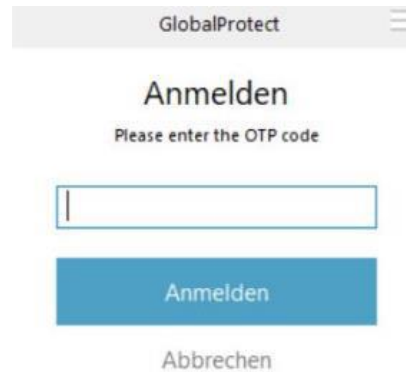 GlobalProtect
Anmelden
Please enter the OTP code
Anmelden
Abbrechen